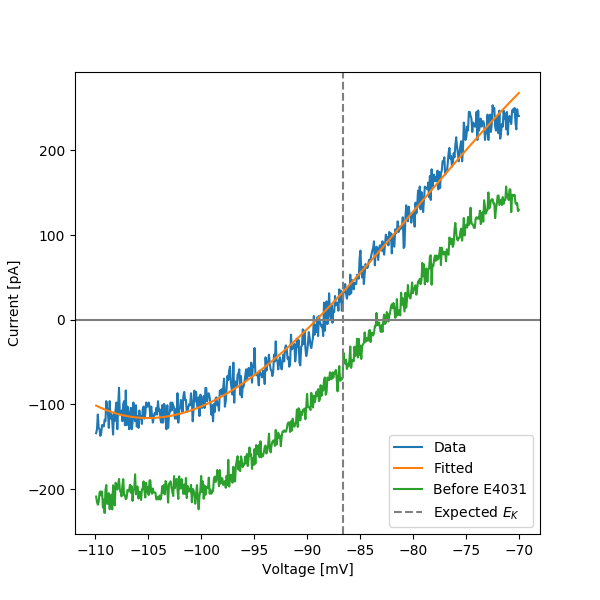 200
100
0
−100
−200
Current [pA]
Data
Fitted
Before E4031
Expected E_K
−110 −105 −100 −95 −90 −85 −80 −75 −70
Voltage [mV]